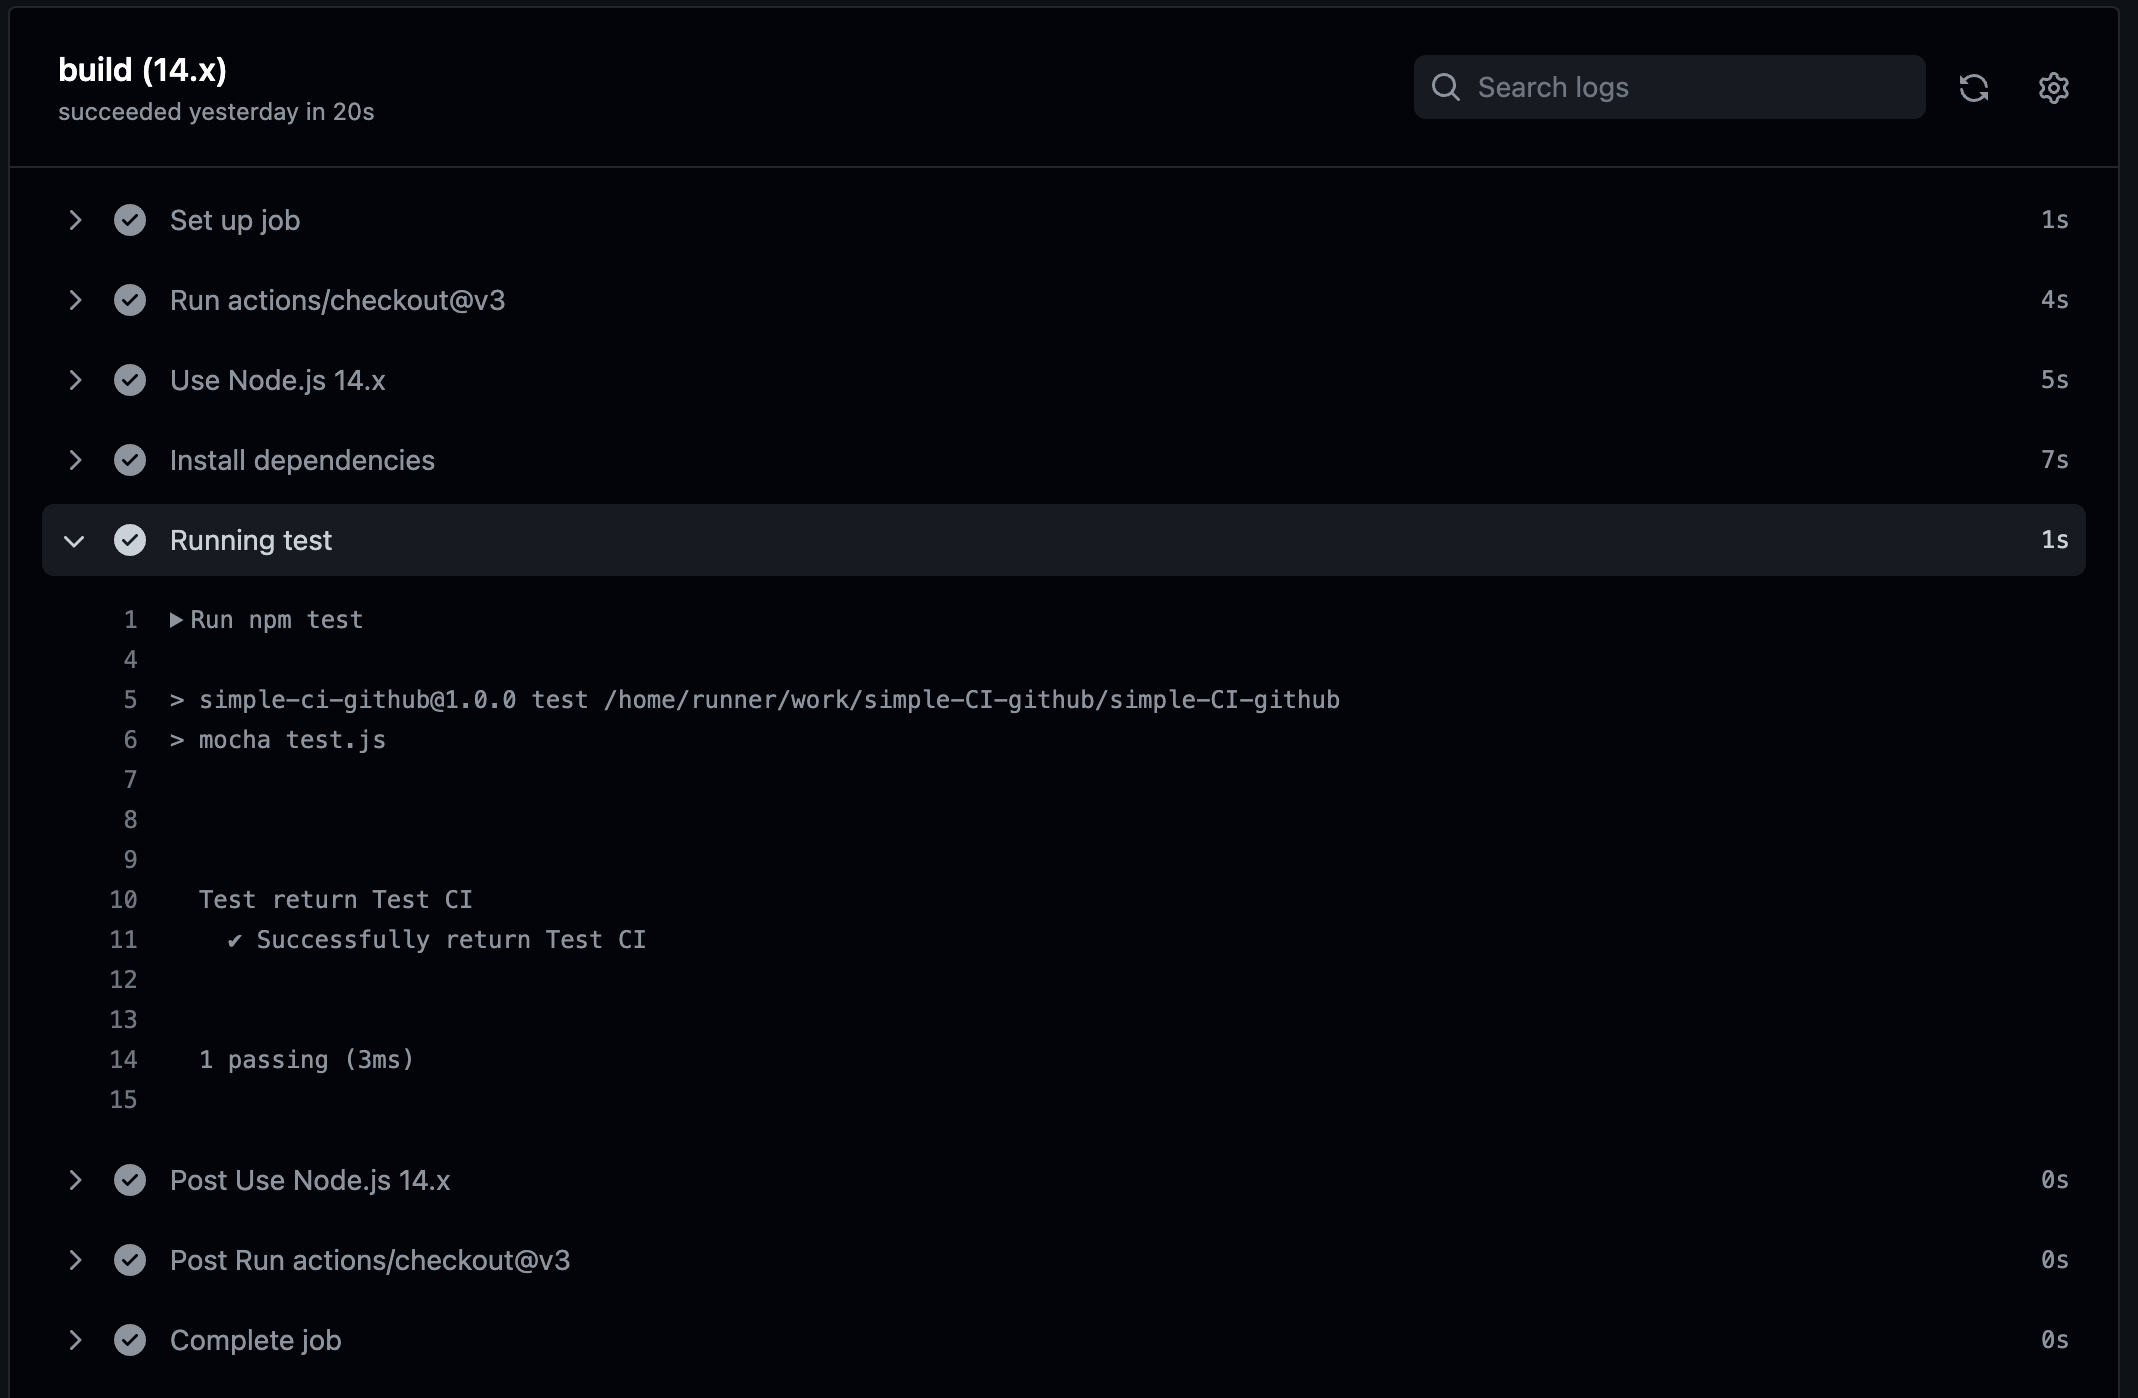 build (14.x)
succeeded yesterday in 20s
Search logs
Set up job 1s
Run actions/checkout@v3 4s
Use Node.js 14.x 5s
Install dependencies 7s
Running test 1s
1 Run npm test
4
5 > simple-ci-github@1.0.0 test /home/runner/work/simple-CI-github/simple-CI-github
6 > mocha test.js
7
8
9
10 Test return Test CI
11 ✔ Successfully return Test CI
12
13
14 1 passing (3ms)
15
Post Use Node.js 14.x 0s
Post Run actions/checkout@v3 0s
Complete job 0s